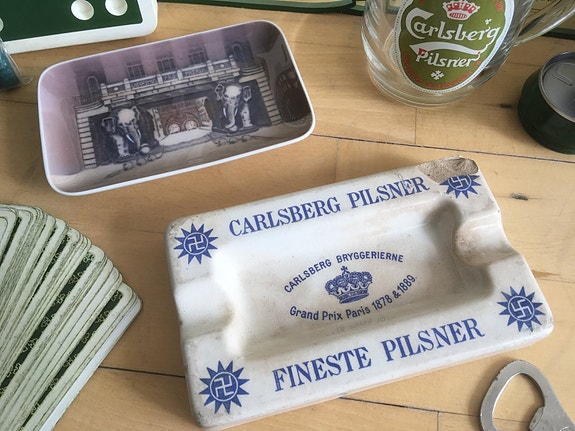 Carlsberg
Pilsner
CARLSBERG PILSNER
CARLSBERG BRYGGERIERNE
Grand Prix Paris 1878 & 1889.
FINESTE PILSNER